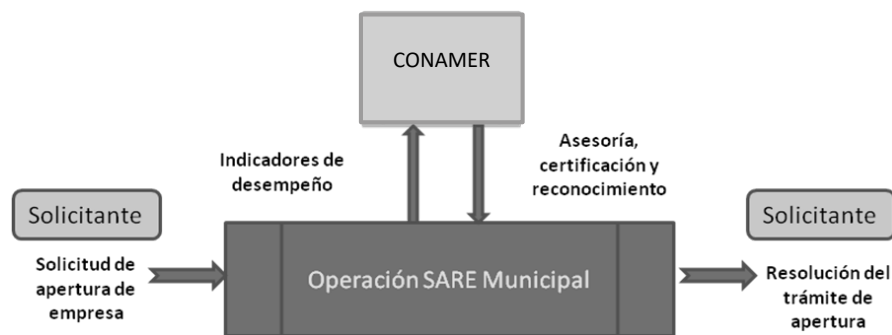 CONAMER
Indicadores de
desempeño
Asesoría,
certificación y
reconocimiento
Solicitante
Solicitud de
apertura de
empresa
Operación SARE Municipal
Solicitante
Resolución del
trámite de
apertura